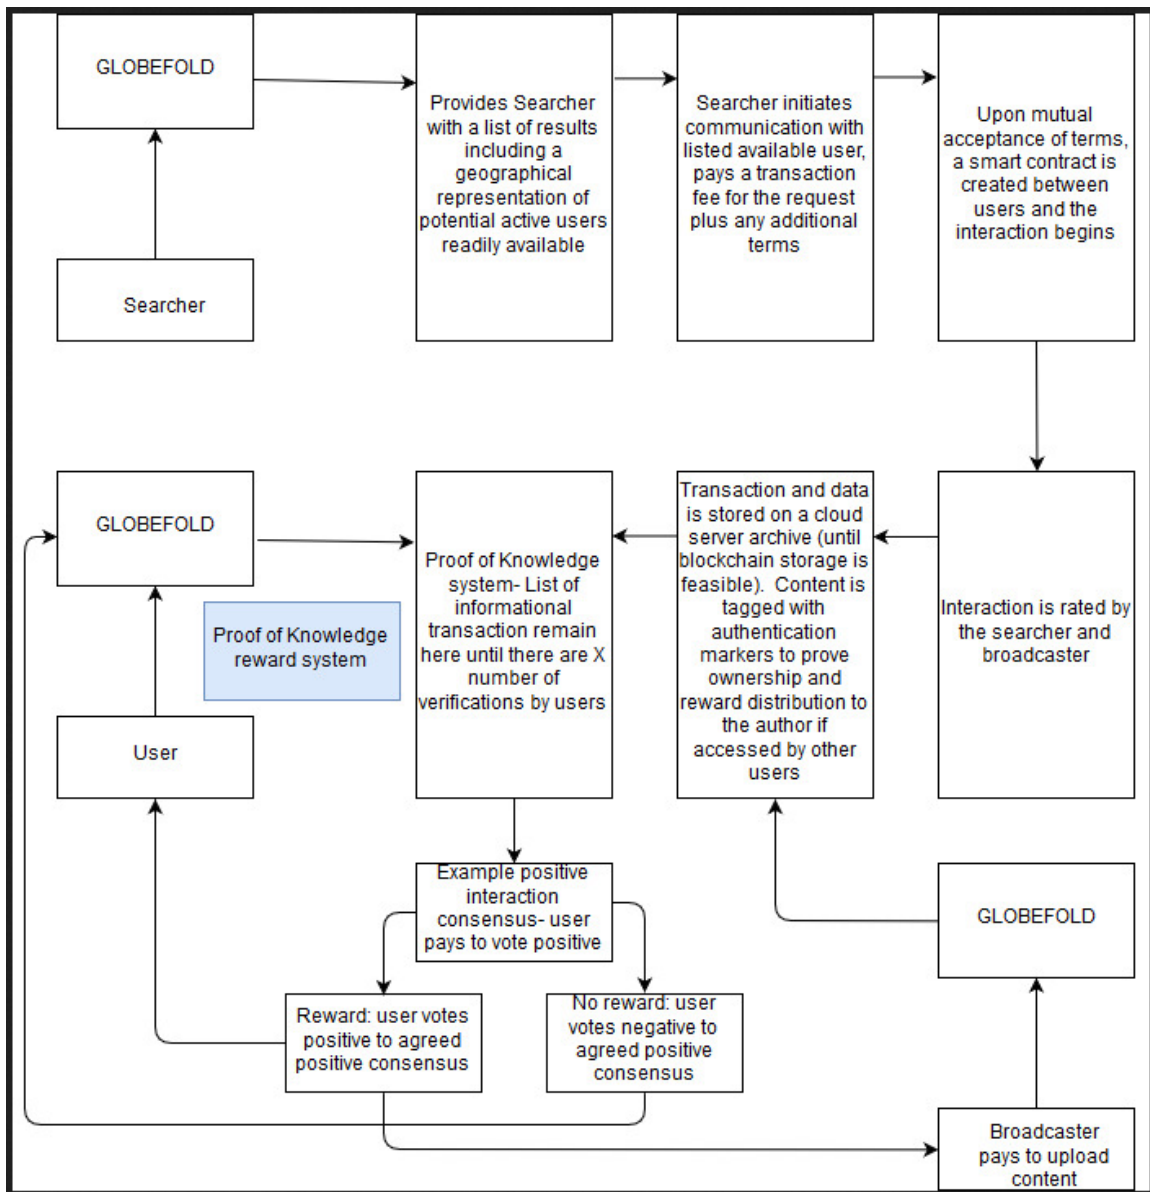 GLOBEFOLD
Provides Searcher
with a list of results
including a
geographical
representation of
potential active users
readily available
Searcher initiates
communication with
listed available user,
pays a transaction
fee for the request
plus any additional
terms
Upon mutual
acceptance of terms,
a smart contract is
created between
users and the
interaction begins
Searcher
GLOBEFOLD
Proof of Knowledge
reward system
User
Proof of Knowledge
system- List of
informational
transaction remain
here until there are X
number of
verifications by users
Transaction and data
is stored on a cloud
server archive (until
blockchain storage is
feasible). Content is
tagged with
authentication
markers to prove
ownership and
reward distribution to
the author if
accessed by other
users
Interaction is rated by
the searcher and
broadcaster
Example positive
interaction
consensus- user
pays to vote positive
GLOBEFOLD
Reward: user votes
positive to agreed
positive consensus
No reward: user
votes negative to
agreed positive
consensus
Broadcaster
pays to upload
content